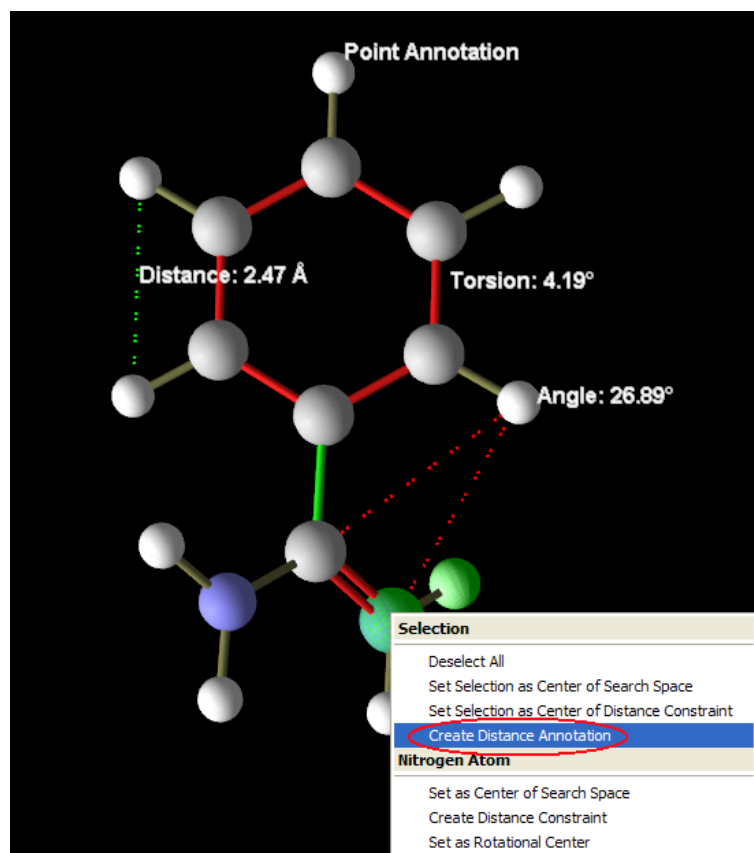 Point Annotation
Distance: 2.47 Å
Torsion: 4.19°
Angle: 26.89°
Selection
Deselect All
Set Selection as Center of Search Space
Set Selection as Center of Distance Constraint
Create Distance Annotation
Nitrogen Atom
Set as Center of Search Space
Create Distance Constraint
Set as Rotational Center